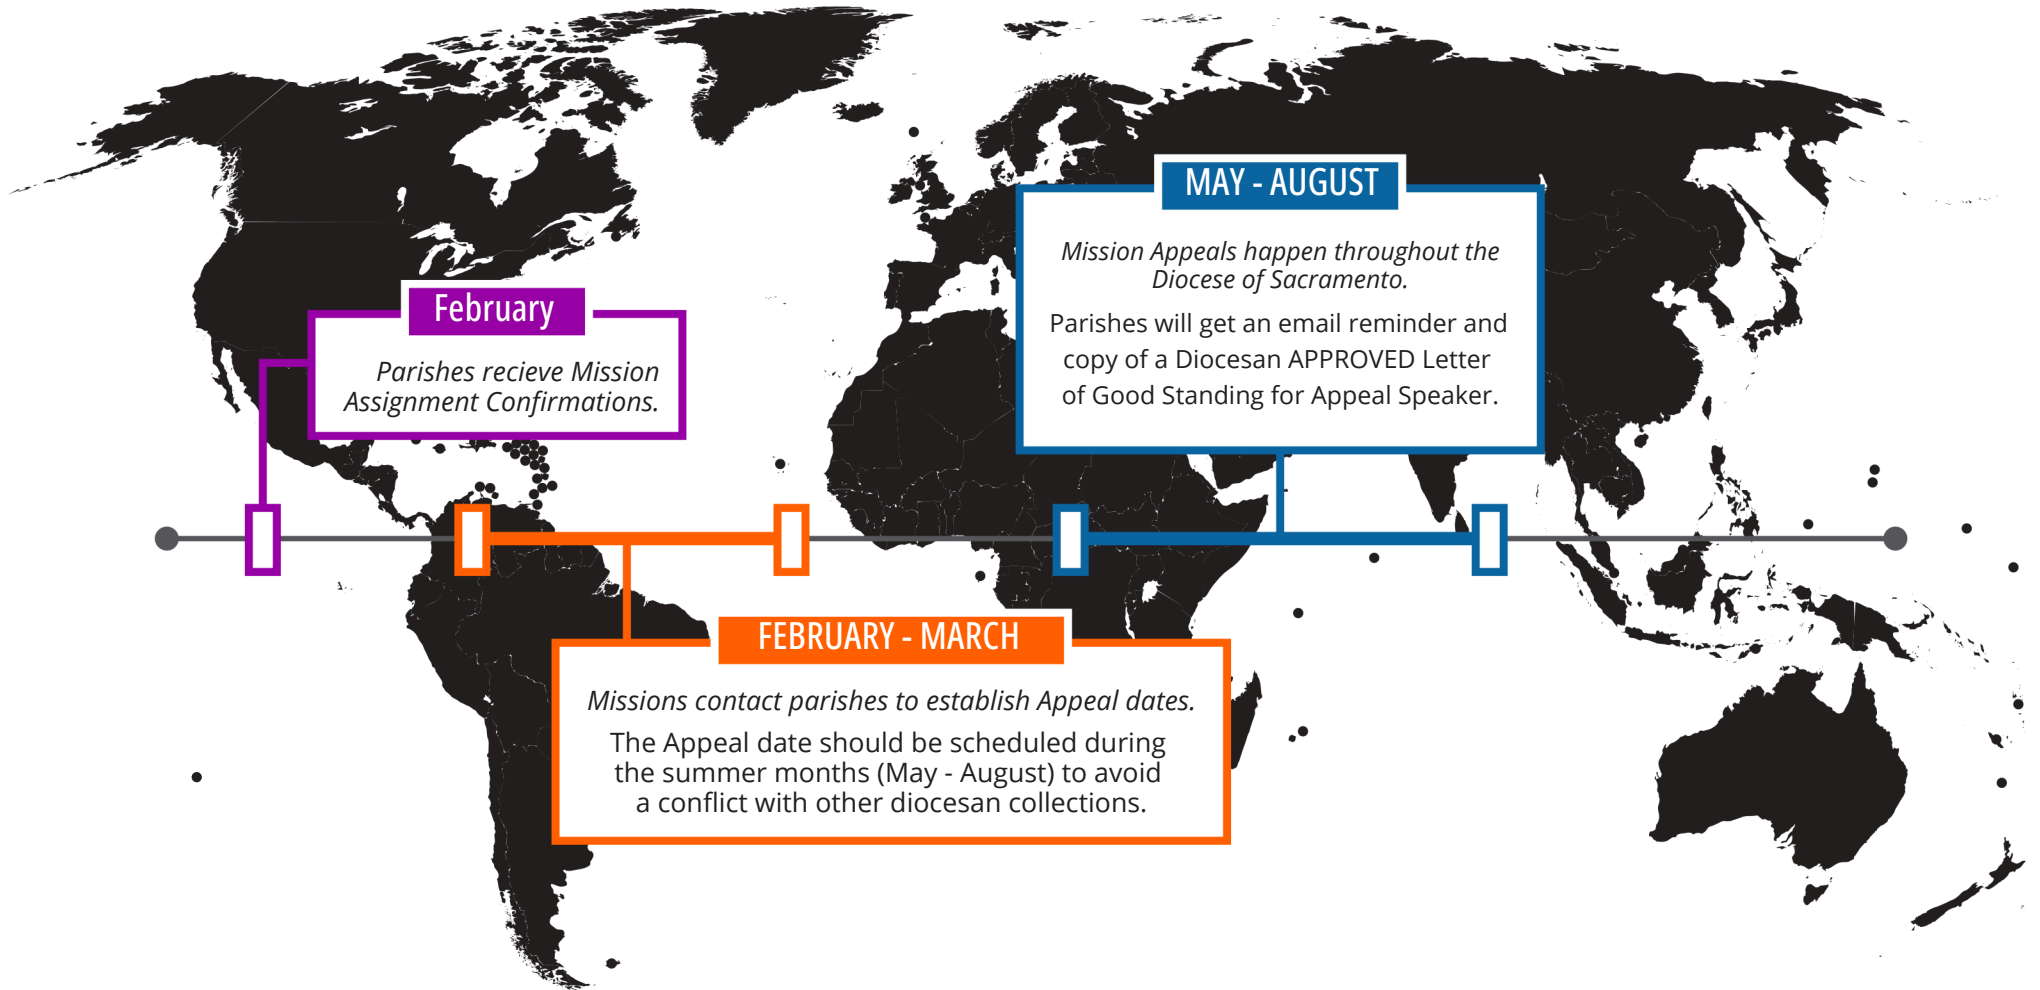 February
Parishes recieve Mission
Assignment Confirmations.
FEBRUARY - MARCH
Missions contact parishes to establish Appeal dates.
The Appeal date should be scheduled during
the summer months (May - August) to avoid
a conflict with other diocesan collections.
MAY - AUGUST
Mission Appeals happen throughout the
Diocese of Sacramento.
Parishes will get an email reminder and
copy of a Diocesan APPROVED Letter
of Good Standing for Appeal Speaker.